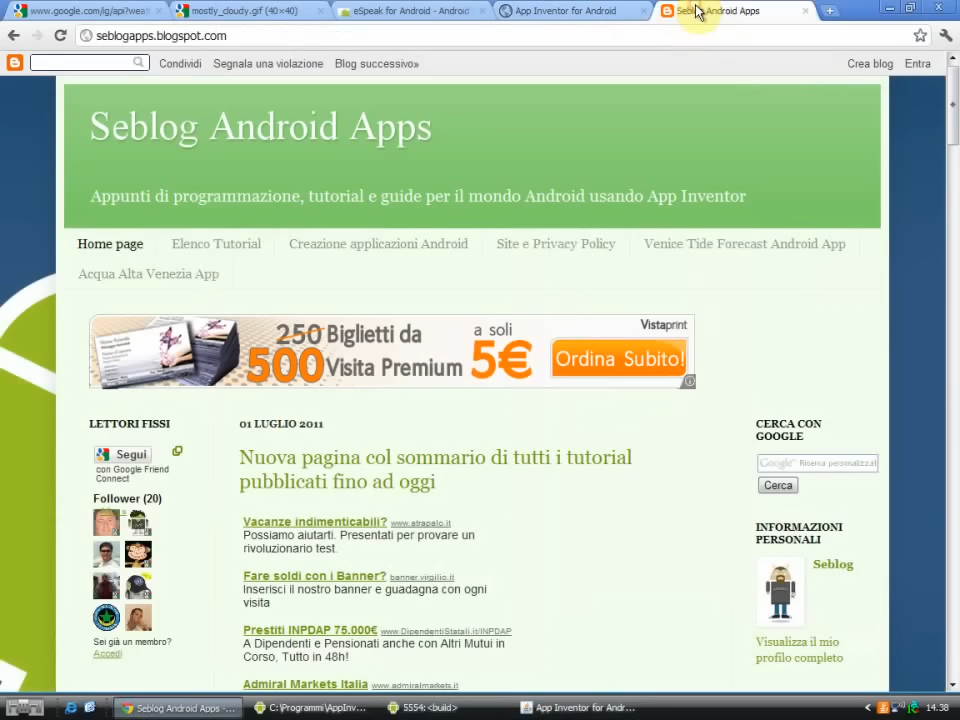 www.google.com/ig/api?weat
mostly_cloudy.gif (40×40)
eSpeak for Android - Android
App Inventor for Android
Android Apps
seblogapps.blogspot.com
Condividi
Segnala una violazione
Blog successivo»
Crea blog
Entra
Seblog Android Apps
Appunti di programmazione, tutorial e guide per il mondo Android usando App Inventor
Home page
Elenco Tutorial
Creazione applicazioni Android
Site e Privacy Policy
Venice Tide Forecast Android App
Acqua Alta Venezia App
250 Biglietti da
500 Visita Premium
a soli
5€
Vistaprint
Ordina Subito!
LETTORI FISSI
Segui
con Google Friend
Connect
Follower (20)
Sei già un membro?
Accedi
01 LUGLIO 2011
Nuova pagina col sommario di tutti i tutorial
pubblicati fino ad oggi
Vacanze indimenticabili? www.atrapalo.it
Possiamo aiutarti. Presentati per provare un
rivoluzionario test.
Fare soldi con i Banner? banner.virgilio.it
Inserisci il nostro banner e guadagna con ogni
visita
Prestiti INPDAP 75.000€ www.DipendentiStatali.it/INPDAP
A Dipendenti e Pensionati anche con Altri Mutui in
Corso, Tutto in 48h!
Admiral Markets Italia www.admiralmarkets.it
CERCA CON
GOOGLE
Google™ Ricerca personalizzat
Cerca
INFORMAZIONI
PERSONALI
Seblog
Visualizza il mio
profilo completo
Seblog Android Apps -...
C:\Programmi\AppInv...
5554:<build>
App Inventor for Andr...
14.38